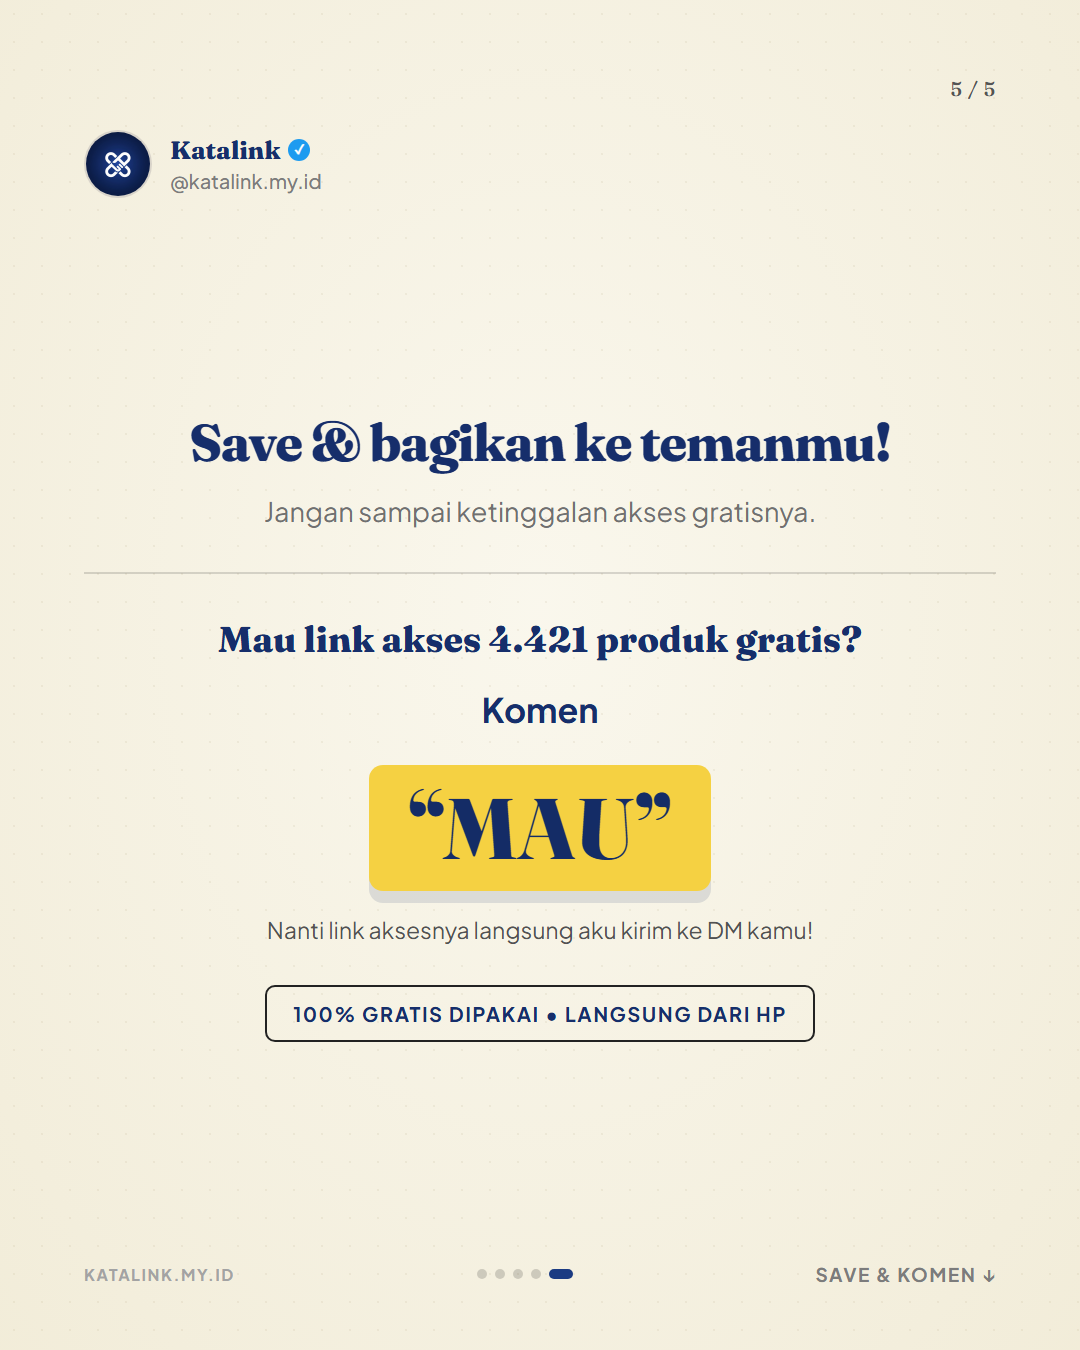 5 / 5
Katalink
@katalink.my.id
Save & bagikan ke temanmu!
Jangan sampai ketinggalan akses gratisnya.
Mau link akses 4.421 produk gratis?
Komen
“MAU”
Nanti link aksesnya langsung aku kirim ke DM kamu!
100% GRATIS DIPAKAI • LANGSUNG DARI HP
KATALINK.MY.ID
SAVE & KOMEN ↓